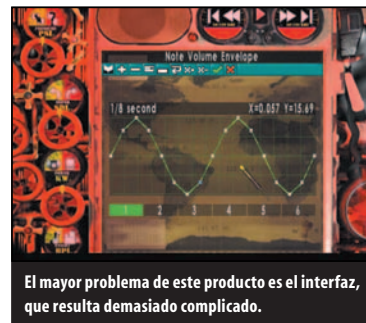 Note Volume Envelope
1/8 second X=0.057 Y=15.69
1 2 3 4 5 6
El mayor problema de este producto es el interfaz,
que resulta demasiado complicado.